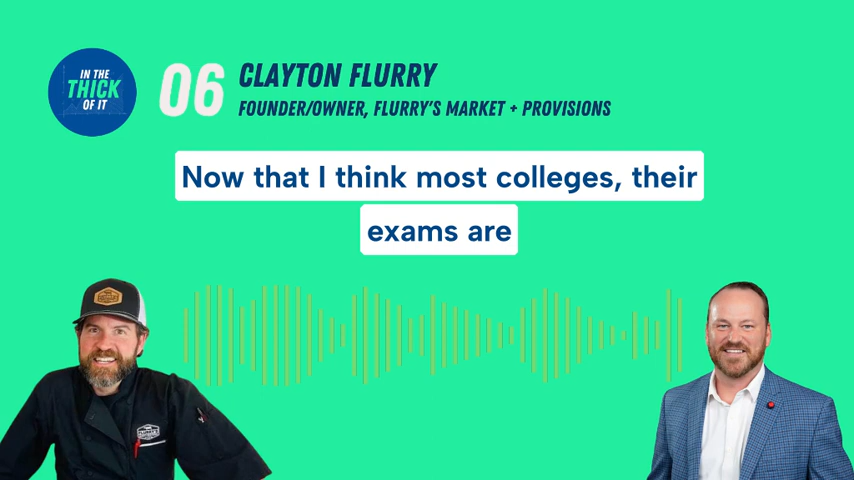 IN THE
THICK
OF IT
06
CLAYTON FLURRY
FOUNDER/OWNER, FLURRY'S MARKET + PROVISIONS
Now that I think most colleges, their
exams are